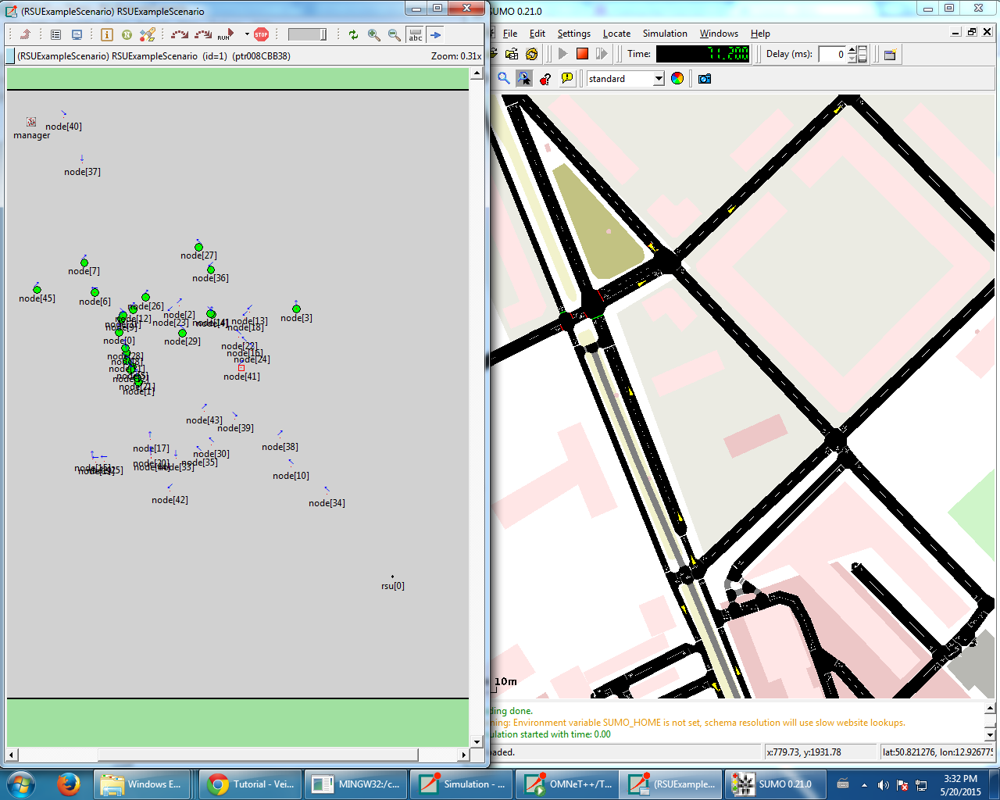 (RSUExampleScenario) RSUExampleScenario
RUN
STOP
abc
(RSUExampleScenario) RSUExampleScenario (id=1) (ptr008CBB38)
Zoom: 0.31x
node[40]
manager
node[37]
node[27]
node[7]
node[36]
node[45]
node[6]
node[26]
node[12]
node[2]
node[23]
node[13]
node[18]
node[3]
node[9]
node[0]
node[29]
node[22]
node[16]
node[28]
node[24]
node[41]
node[21]
node[1]
node[43]
node[39]
node[17]
node[38]
node[30]
node[35]
node[33]
node[10]
node[42]
node[34]
rsu[0]
SUMO 0.21.0
File Edit Settings Locate Simulation Windows Help
Time: 71.200 Delay (ms): 0
standard
10m
ding done.
ning: Environment variable SUMO_HOME is not set, schema resolution will use slow website lookups.
ulation started with time: 0.00
aded.
x:779.73, y:1931.78
lat:50.821276, lon:12.926775
Windows E...
Tutorial - Vei...
MINGW32:/c...
Simulation - ...
OMNeT++/T...
(RSUExample...
SUMO 0.21.0
3:32 PM
5/20/2015